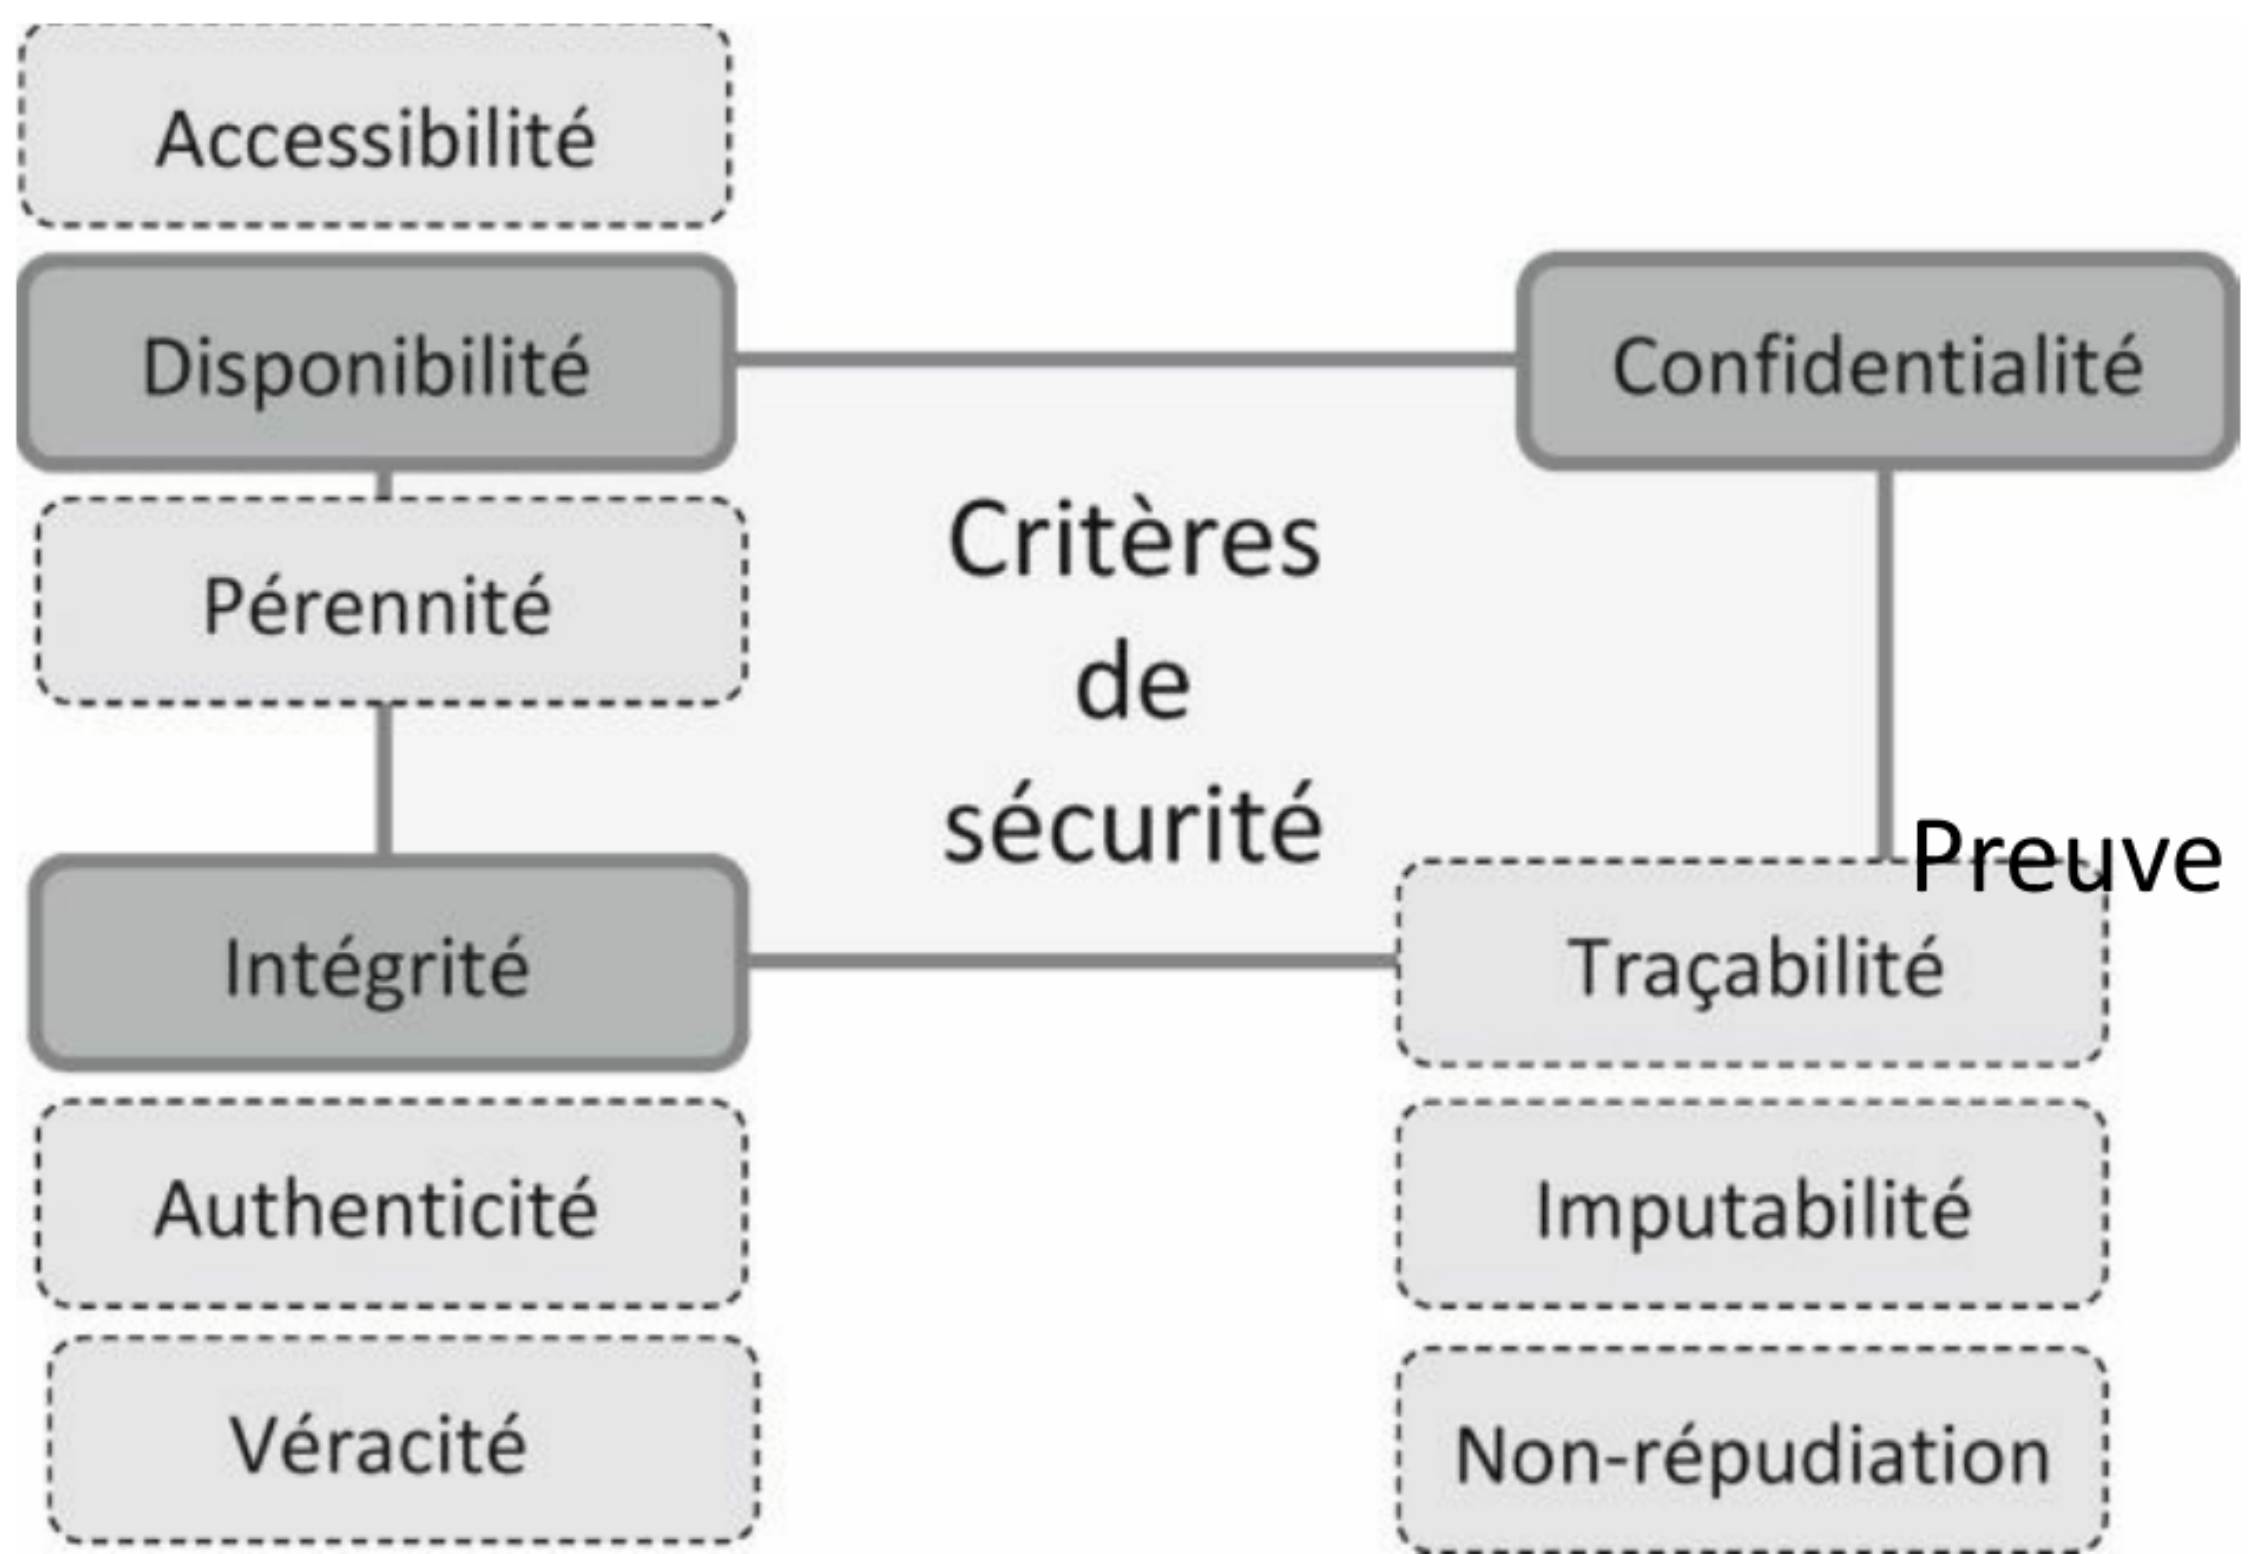 Accessibilité
Disponibilité
Confidentialité
Pérennité
Critères
de
sécurité
Preuve
Intégrité
Traçabilité
Authenticité
Imputabilité
Véracité
Non-répudiation